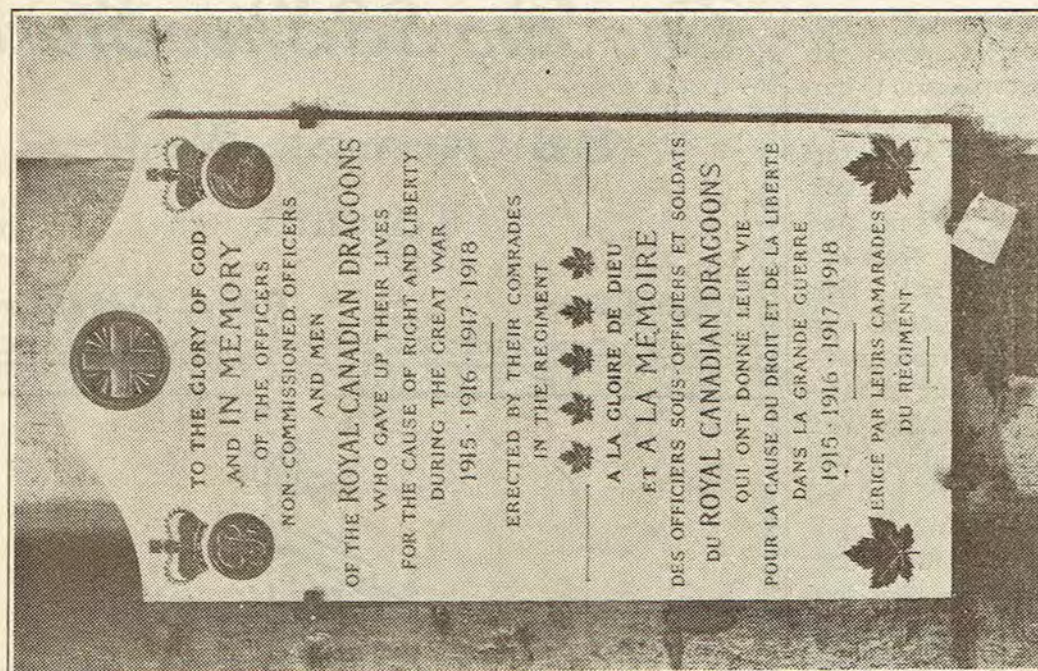 TO THE GLORY OF GOD
AND IN MEMORY
OF THE OFFICERS
NON-COMMISSIONED. OFFICERS
AND MEN
OF THE ROYAL CANADIAN DRAGOONS
WHO GAVE UP THEIR LIVES
FOR THE CAUSE OF RIGHT AND LIBERTY
DURING THE GREAT WAR
1915 · 1916 · 1917 · 1918
ERECTED BY THEIR COMRADES
IN THE REGIMENT
A LA GLOIRE DE DIEU
ET A LA MÉMOIRE
DES OFFICIERS SOUS-OFFICIERS ET SOLDATS
DU ROYAL CANADIAN DRAGOONS
QUI ONT DONNÉ LEUR VIE
POUR LA CAUSE DU DROIT ET DE LA LIBERTÉ
DANS LA GRANDE GUERRE
1915 · 1916 · 1917 · 1918
ERIGÉ PAR LEURS CAMARADES
DU RÉGIMENT